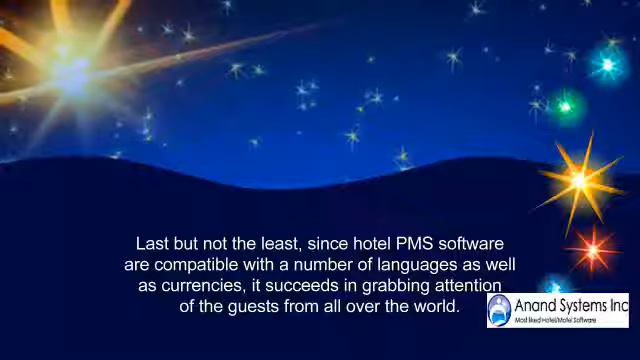 Last but not the least, since hotel PMS software
are compatible with a number of languages as well
as currencies, it succeeds in grabbing attention
of the guests from all over the world.
Anand Systems Inc
Most liked Hotel/Motel Software